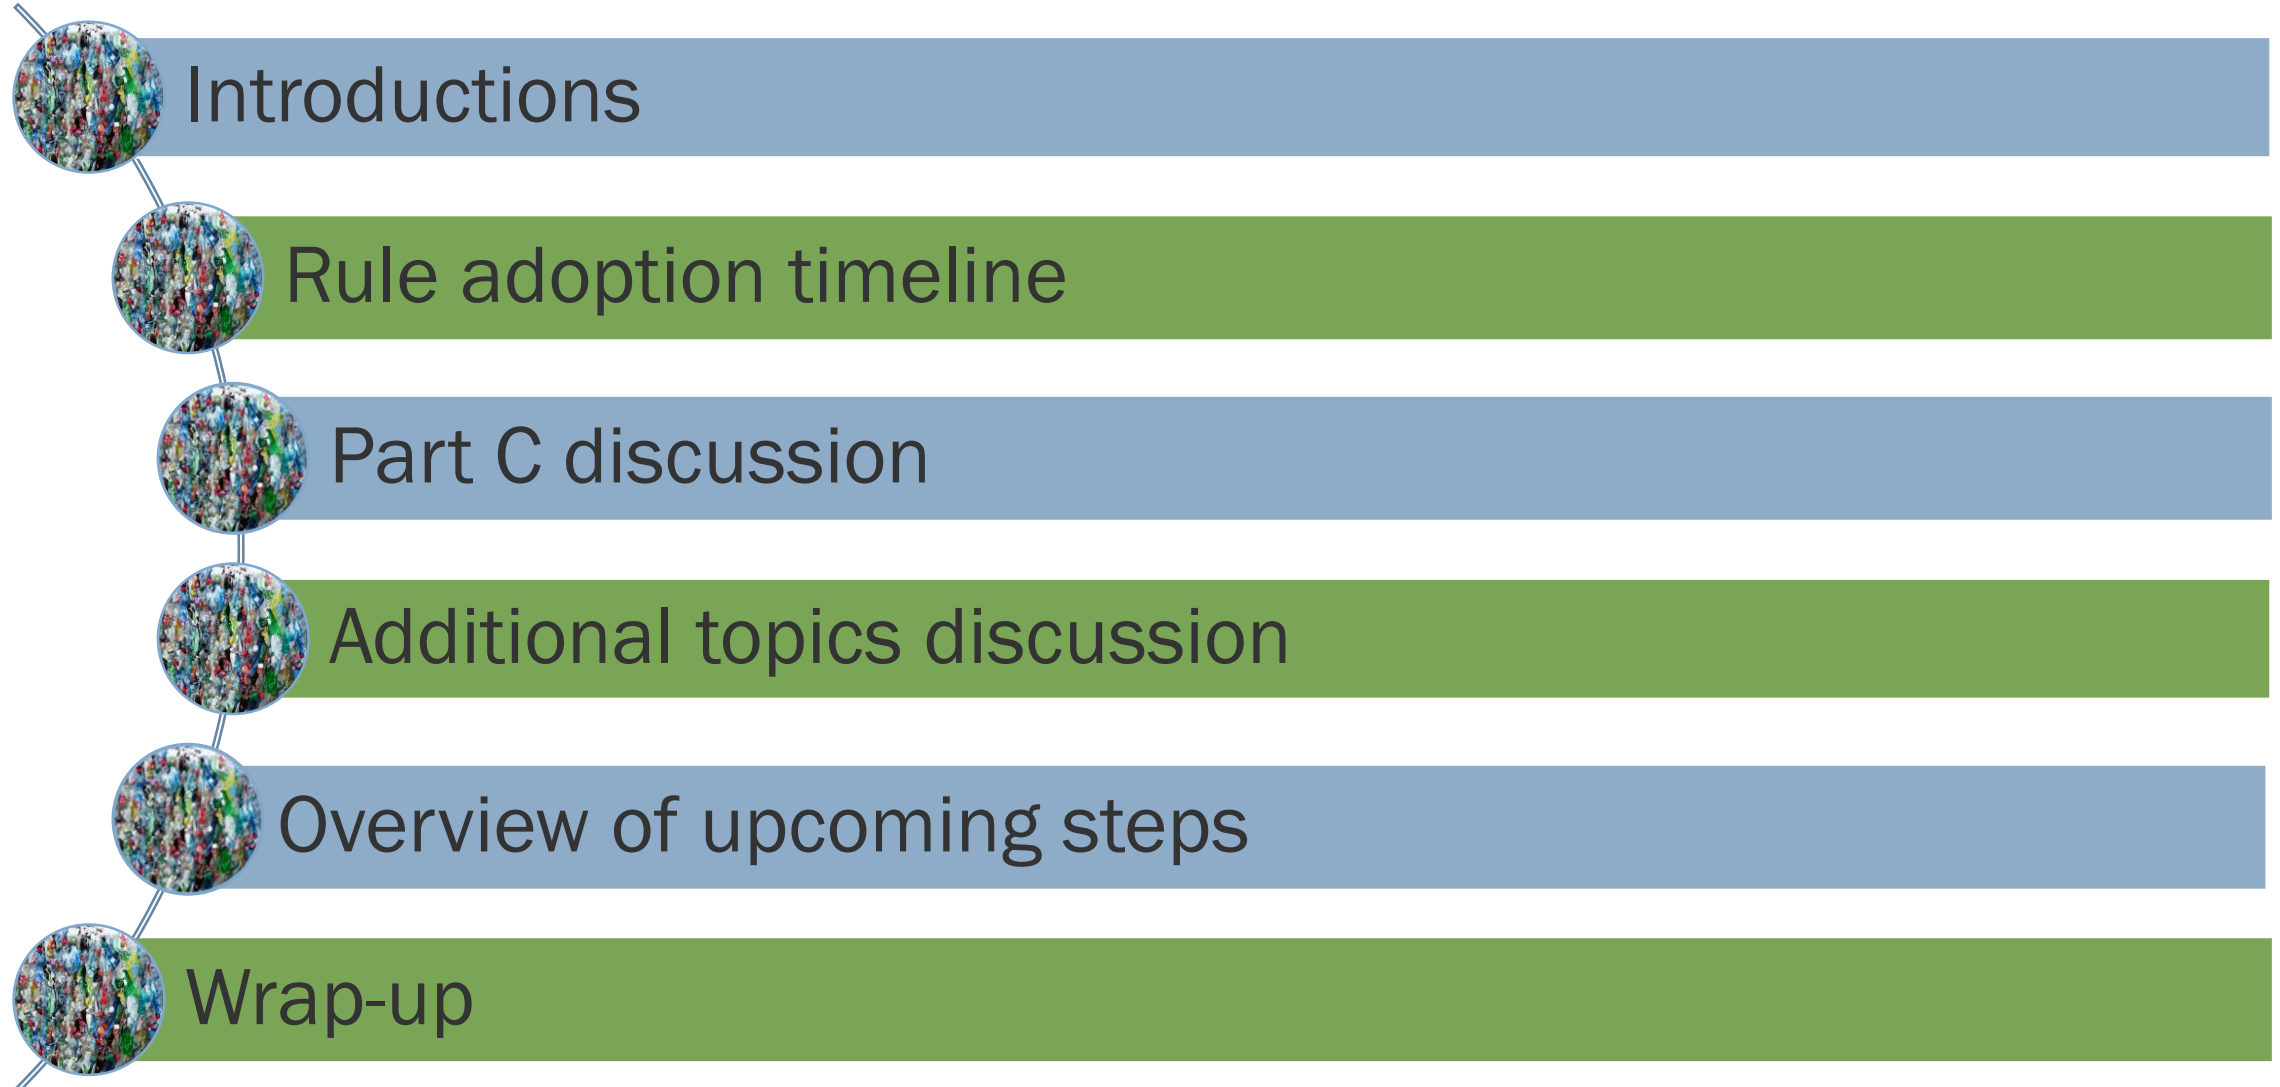 Introductions
Rule adoption timeline
Part C discussion
Additional topics discussion
Overview of upcoming steps
Wrap-up